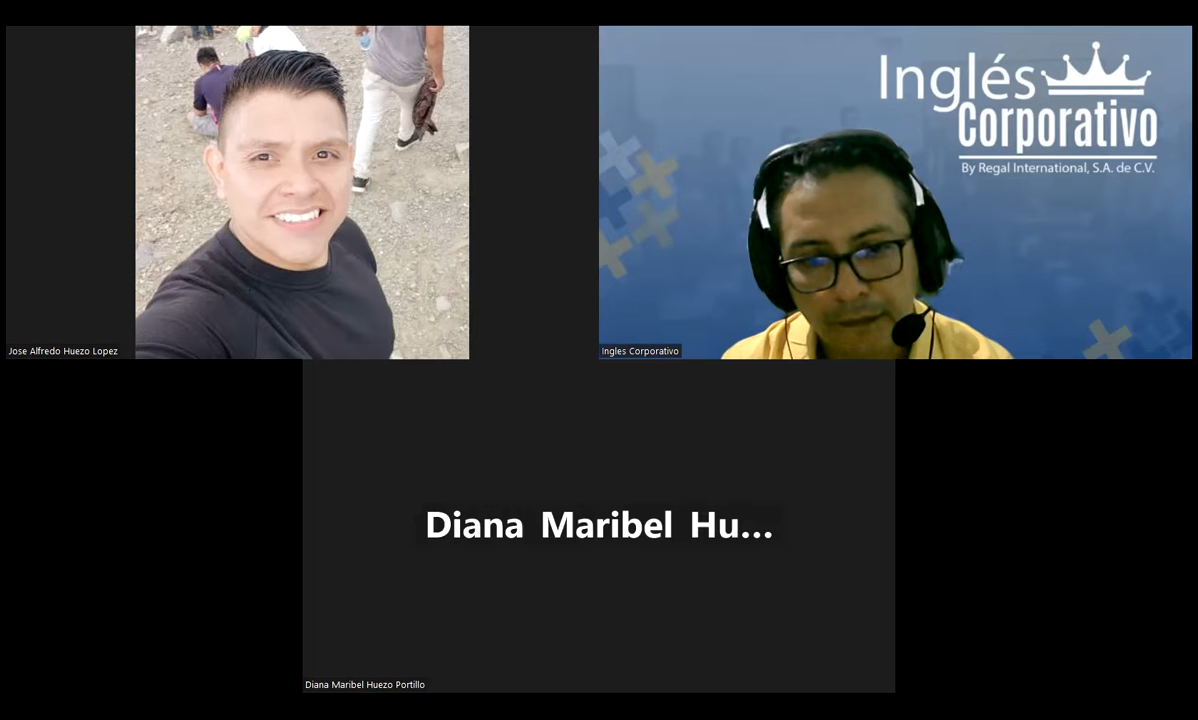 Inglés
Corporativo
By Regal International, S.A. de C.V.
Jose Alfredo Huezo Lopez
Ingles Corporativo
Diana Maribel Hu...
Diana Maribel Huezo Portillo